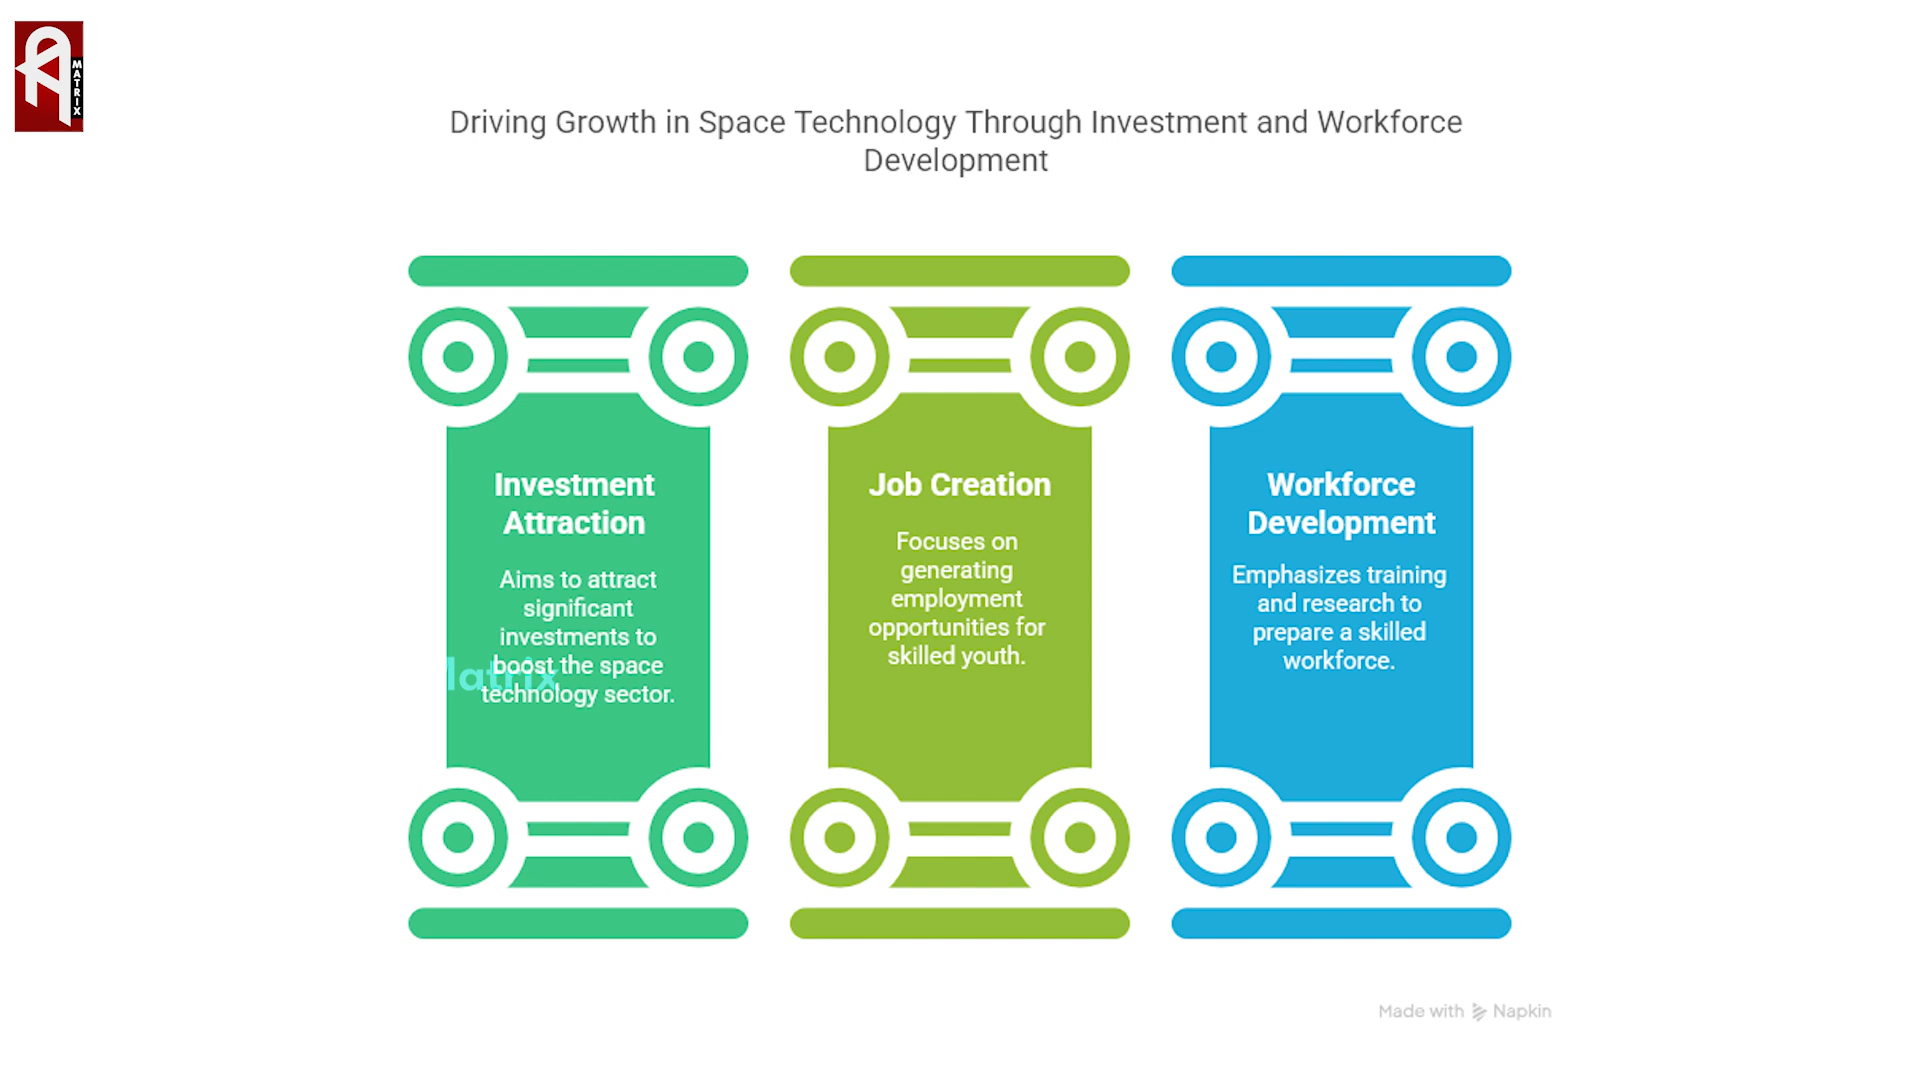 MATRIX
Driving Growth in Space Technology Through Investment and Workforce
Development
Investment
Attraction
Aims to attract
significant
investments to
boost the space
technology sector.
latrix
Job Creation
Focuses on
generating
employment
opportunities for
skilled youth.
Workforce
Development
Emphasizes training
and research to
prepare a skilled
workforce.
Made with Napkin